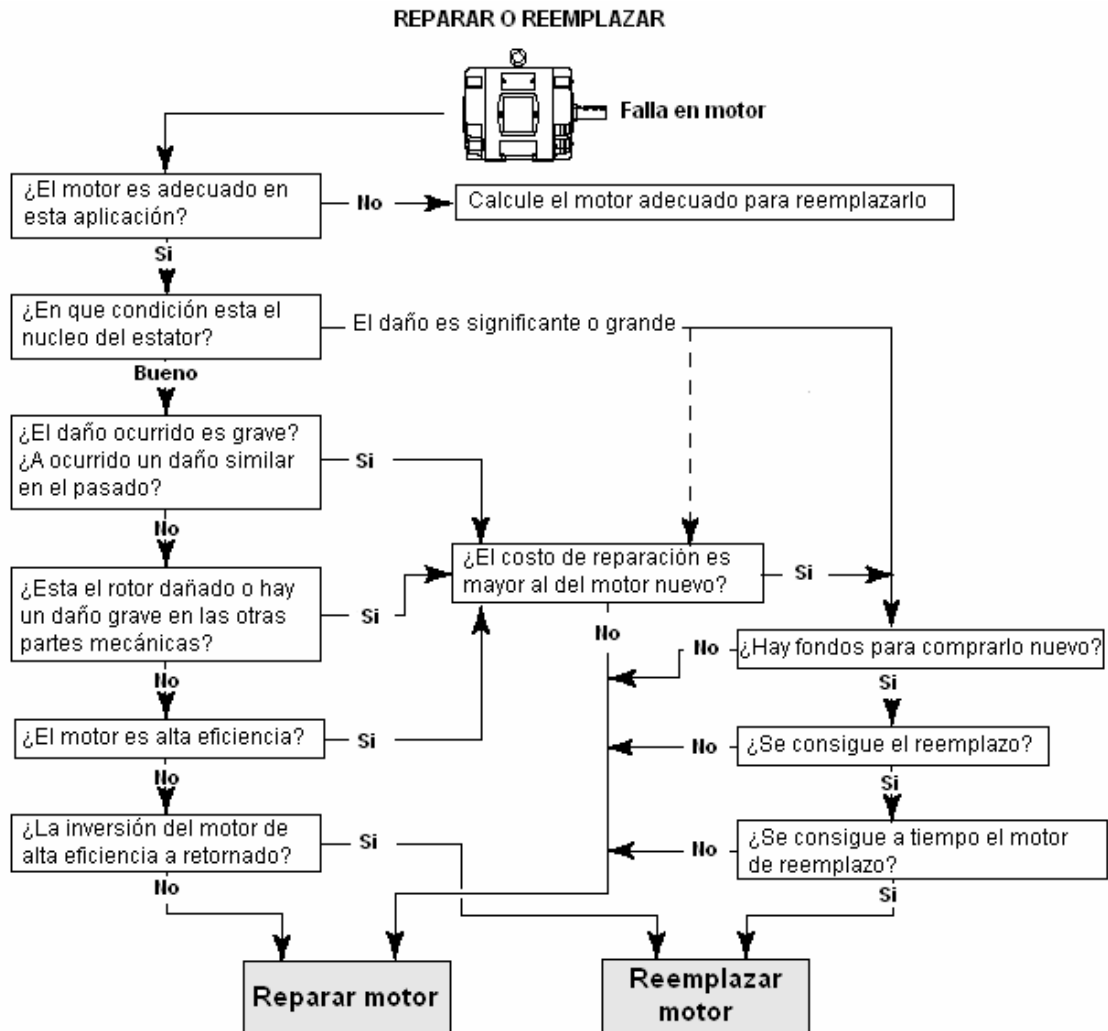 REPARAR O REEMPLAZAR
Falla en motor
¿El motor es adecuado en
esta aplicación?
No
Calcule el motor adecuado para reemplazarlo
Si
¿En que condición esta el
nucleo del estator?
El daño es significante o grande
Bueno
¿El daño ocurrido es grave?
¿A ocurrido un daño similar
en el pasado?
Si
No
¿El costo de reparación es
mayor al del motor nuevo?
Si
No
¿Esta el rotor dañado o hay
un daño grave en las otras
partes mecánicas?
Si
No
¿Hay fondos para comprarlo nuevo?
No
Si
¿El motor es alta eficiencia?
Si
No
¿Se consigue el reemplazo?
No
Si
¿La inversión del motor de
alta eficiencia a retornado?
Si
No
¿Se consigue a tiempo el motor
de reemplazo?
No
Si
Reparar motor
Reemplazar
motor